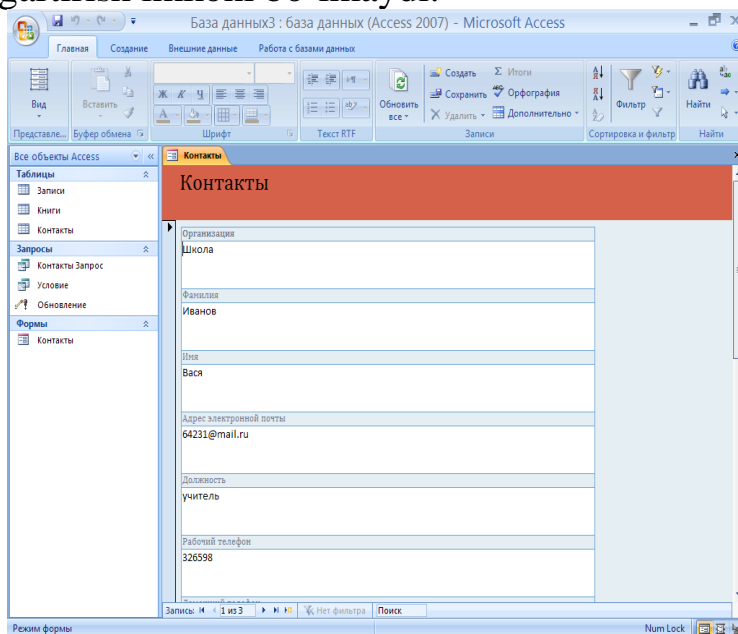 База данных3 : база данных (Access 2007) - Microsoft Access
Главная Создание Внешние данные Работа с базами данных
Вид Вставить Обновить все Создать Сохранить Удалить Итоги Орфография Дополнительно Фильтр Найти
Представле... Буфер обмена Шрифт Текст RTF Записи Сортировка и фильтр Найти
Все объекты Access
Таблицы
Записи
Книги
Контакты
Запросы
Контакты Запрос
Условие
Обновление
Формы
Контакты
Контакты
Контакты
Организация
Школа
Фамилия
Иванов
Имя
Вася
Адрес электронной почты
64231@mail.ru
Должность
учитель
Рабочий телефон
326598
Запись: 1 из 3 Нет фильтра Поиск
Режим формы Num Lock